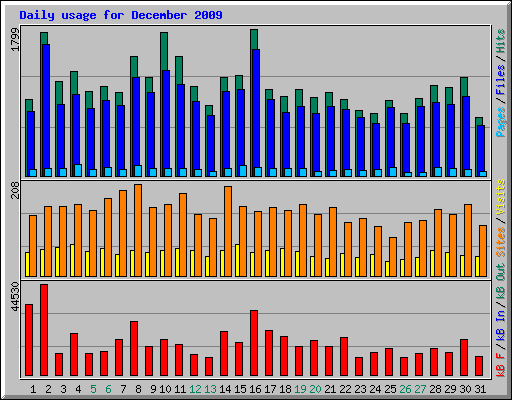 Daily usage for December 2009
1799
Pages / Files / Hits
208
Sites / Visits
44530
kB F / kB In / kB Out
1 2 3 4 5 6 7 8 9 10 11 12 13 14 15 16 17 18 19 20 21 22 23 24 25 26 27 28 29 30 31